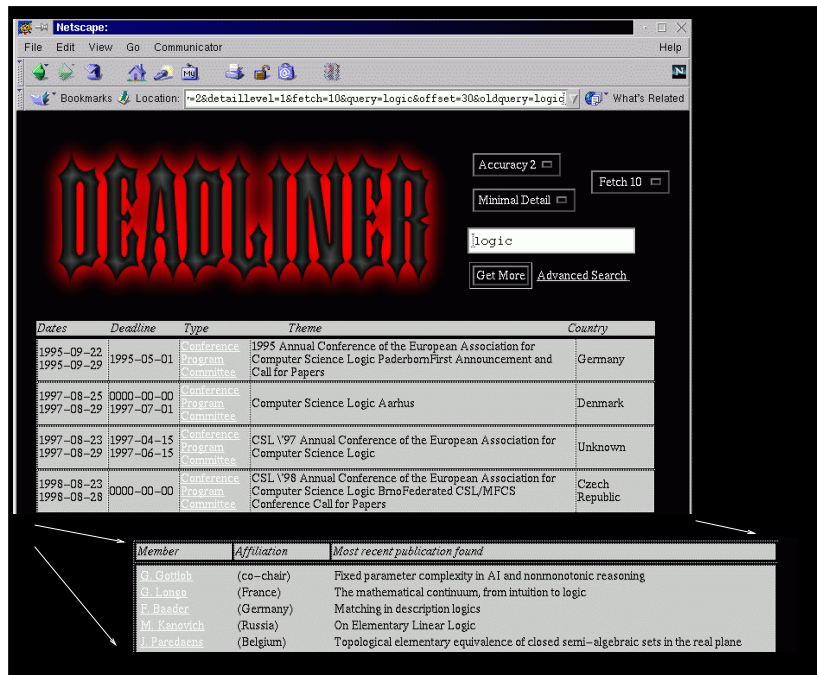 Netscape:
File Edit View Go Communicator Help
My N
Bookmarks Location: r=2&detaillevel=1&fetch=10&query=logic&offset=30&oldquery=logic What's Related
DEADLINER
Accuracy 2
Fetch 10
Minimal Detail
logic
Get More Advanced Search
Dates Deadline Type Theme Country
1995-09-22
1995-09-29
1995-05-01
Conference
Program
Committee
1995 Annual Conference of the European Association for
Computer Science Logic PaderbornFirst Announcement and
Call for Papers
Germany
1997-08-25
1997-08-29
0000-00-00
1997-07-01
Conference
Program
Committee
Computer Science Logic Aarhus
Denmark
1997-08-23
1997-08-29
1997-04-15
1997-06-15
Conference
Program
Committee
CSL \'97 Annual Conference of the European Association for
Computer Science Logic
Unknown
1998-08-23
1998-08-28
0000-00-00
Conference
Program
Committee
CSL \'98 Annual Conference of the European Association for
Computer Science Logic BrnoFederated CSL/MFCS
Conference Call for Papers
Czech
Republic
Member Affiliation Most recent publication found
G. Gottlob (co-chair) Fixed parameter complexity in AI and nonmonotonic reasoning
G. Longo (France) The mathematical continuum, from intuition to logic
F. Baader (Germany) Matching in description logics
M. Kanovich (Russia) On Elementary Linear Logic
J. Paredaens (Belgium) Topological elementary equivalence of closed semi-algebraic sets in the real plane